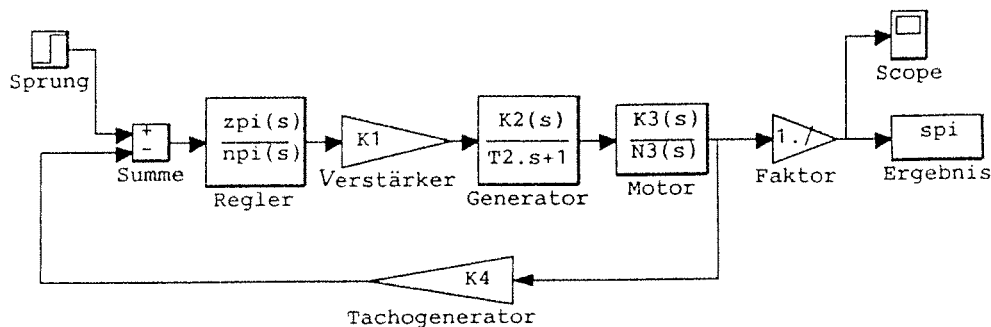 Sprung
+
-
Summe
zpi(s)
npi(s)
Regler
K1
Verstärker
K2(s)
T2.s+1
Generator
K3(s)
N3(s)
Motor
1./
Faktor
Scope
spi
Ergebnis
K4
Tachogenerator